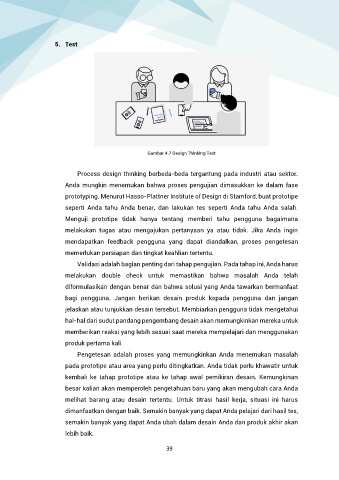 5. Test
Gambar 4.7 Design Thinking Test
Process design thinking berbeda-beda tergantung pada industri atau sektor.
Anda mungkin menemukan bahwa proses pengujian dimasukkan ke dalam fase
prototyping. Menurut Hasso-Plattner Institute of Design di Stamford, buat prototipe
seperti Anda tahu Anda benar, dan lakukan tes seperti Anda tahu Anda salah.
Menguji prototipe tidak hanya tentang memberi tahu pengguna bagaimana
melakukan tugas atau mengajukan pertanyaan ya atau tidak. Jika Anda ingin
mendapatkan feedback pengguna yang dapat diandalkan, proses pengetesan
memerlukan persiapan dan tingkat keahlian tertentu.
Validasi adalah bagian penting dari tahap pengujian. Pada tahap ini, Anda harus
melakukan double check untuk memastikan bahwa masalah Anda telah
diformulasikan dengan benar dan bahwa solusi yang Anda tawarkan bermanfaat
bagi pengguna. Jangan berikan desain produk kepada pengguna dan jangan
jelaskan atau tunjukkan desain tersebut. Membiarkan pengguna tidak mengetahui
hal-hal dari sudut pandang pengembang desain akan memungkinkan mereka untuk
memberikan reaksi yang lebih sesuai saat mereka mempelajari dan menggunakan
produk pertama kali.
Pengetesan adalah proses yang memungkinkan Anda menemukan masalah
pada prototipe atau area yang perlu ditingkatkan. Anda tidak perlu khawatir untuk
kembali ke tahap prototipe atau ke tahap awal pemikiran desain. Kemungkinan
besar kalian akan memperoleh pengetahuan baru yang akan mengubah cara Anda
melihat barang atau desain tertentu. Untuk titrasi hasil kerja, situasi ini harus
dimanfaatkan dengan baik. Semakin banyak yang dapat Anda pelajari dari hasil tes,
semakin banyak yang dapat Anda ubah dalam desain Anda dan produk akhir akan
lebih baik.
39